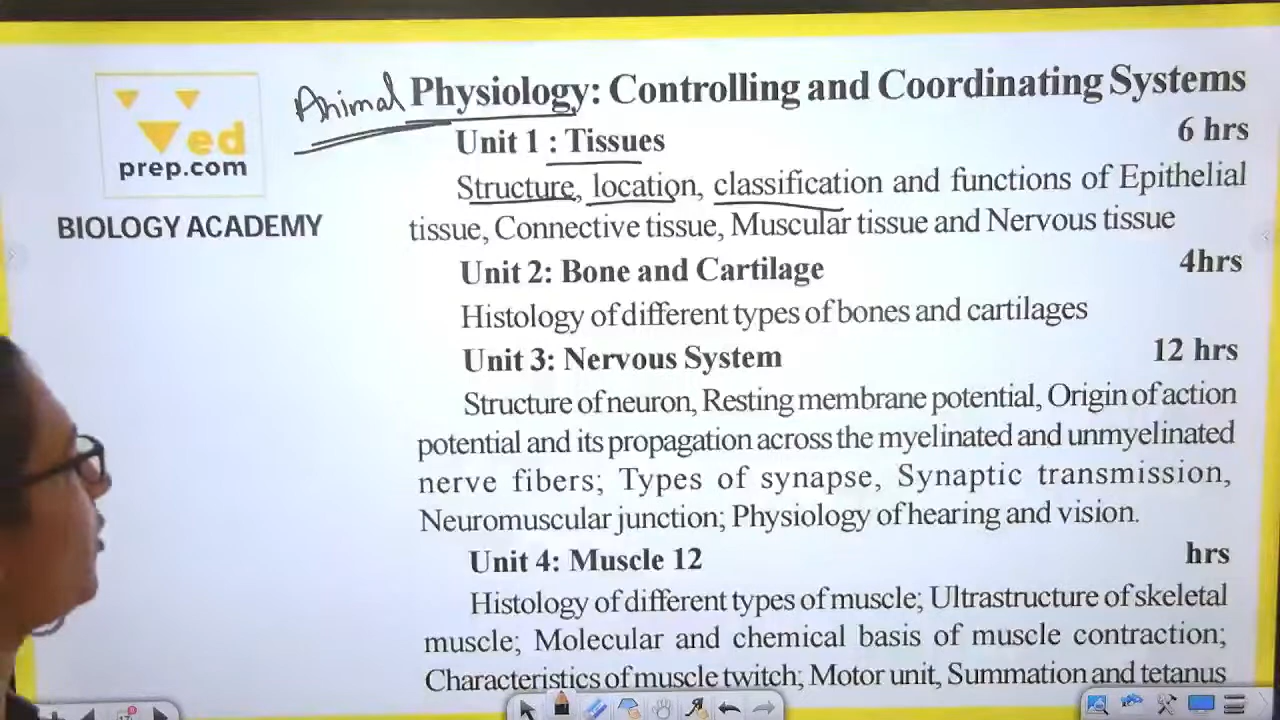 Animal Physiology: Controlling and Coordinating Systems
Ved
prep.com
BIOLOGY ACADEMY
Unit 1 : Tissues 6 hrs
Structure, location, classification and functions of Epithelial
tissue, Connective tissue, Muscular tissue and Nervous tissue
Unit 2: Bone and Cartilage 4hrs
Histology of different types of bones and cartilages
Unit 3: Nervous System 12 hrs
Structure of neuron, Resting membrane potential, Origin of action
potential and its propagation across the myelinated and unmyelinated
nerve fibers; Types of synapse, Synaptic transmission,
Neuromuscular junction; Physiology of hearing and vision.
Unit 4: Muscle 12 hrs
Histology of different types of muscle; Ultrastructure of skeletal
muscle; Molecular and chemical basis of muscle contraction;
Characteristics of muscle twitch; Motor unit, Summation and tetanus